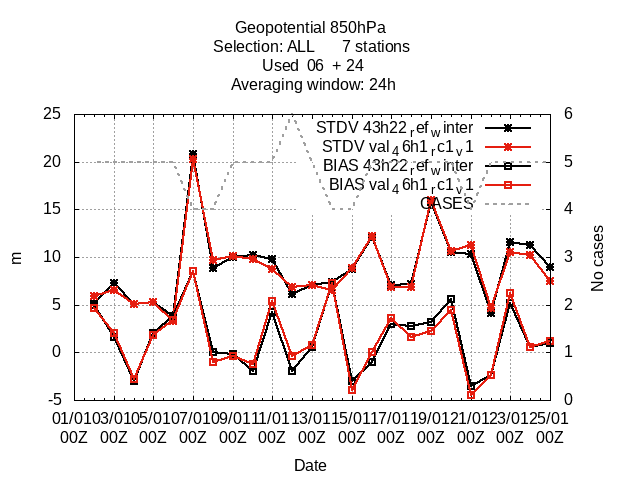 Geopotential 850hPa
Selection: ALL      7 stations
Used  06  + 24
Averaging window: 24h
STDV 43h22_ref_winter
STDV val_46h1_rc1_v1
BIAS 43h22_ref_winter
BIAS val_46h1_rc1_v1
CASES
25
20
15
10
5
0
-5
m
6
5
4
3
2
1
0
No cases
01/01 03/01 05/01 07/01 09/01 11/01 13/01 15/01 17/01 19/01 21/01 23/01 25/01
00Z 00Z 00Z 00Z 00Z 00Z 00Z 00Z 00Z 00Z 00Z 00Z 00Z
Date